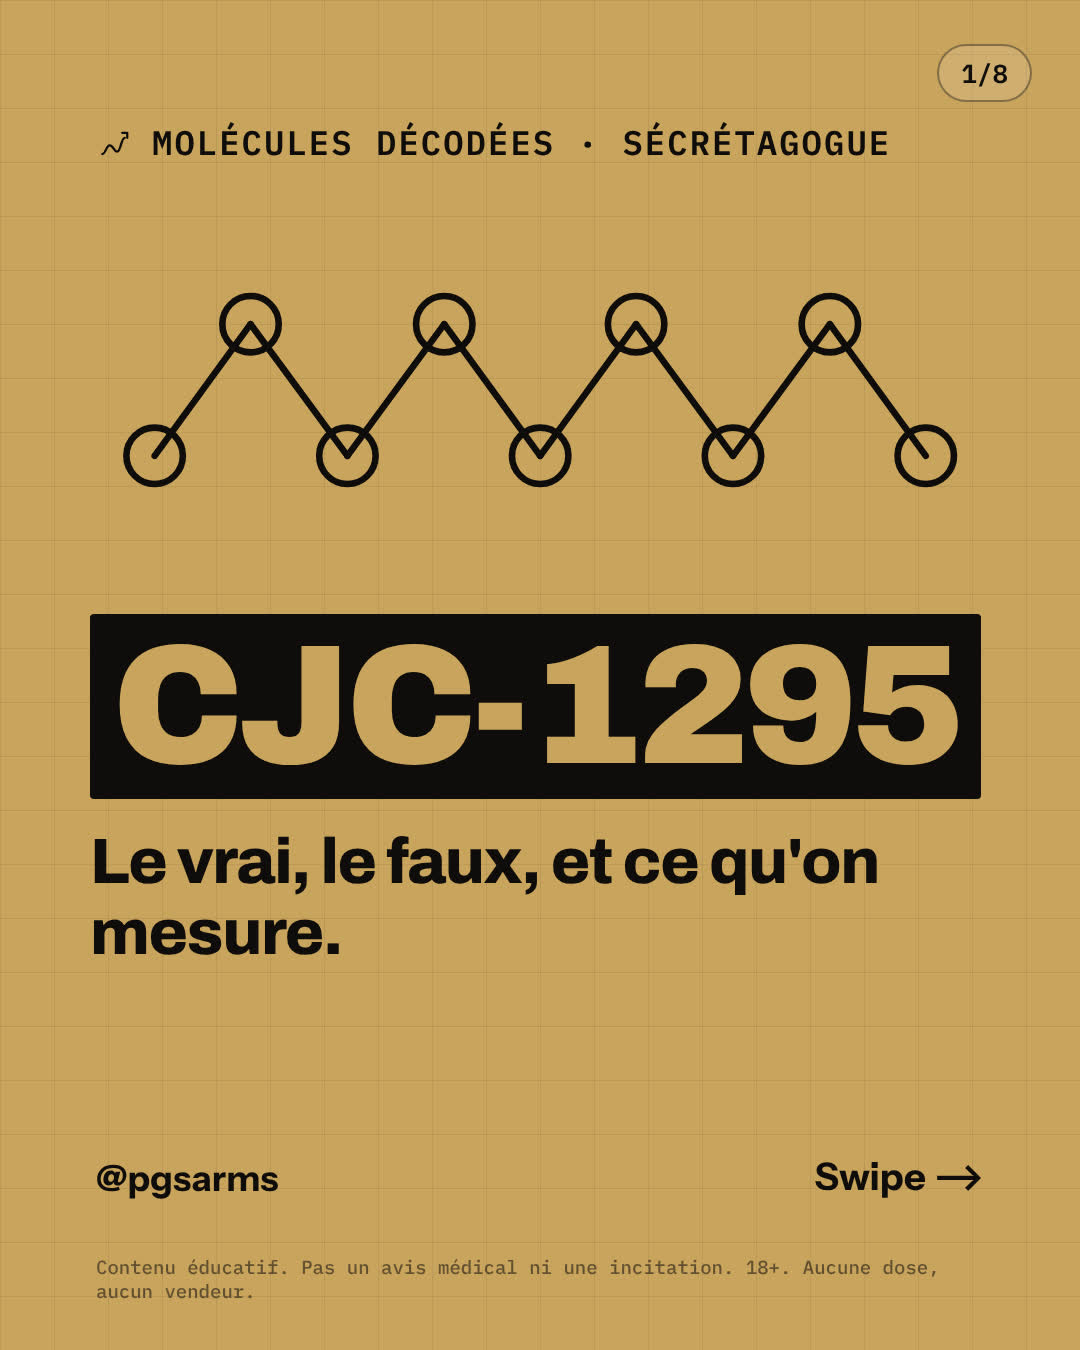 1/8
MOLÉCULES DÉCODÉES · SÉCRÉTAGOGUE
CJC-1295
Le vrai, le faux, et ce qu'on
mesure.
@pgsarms
Swipe →
Contenu éducatif. Pas un avis médical ni une incitation. 18+. Aucune dose,
aucun vendeur.